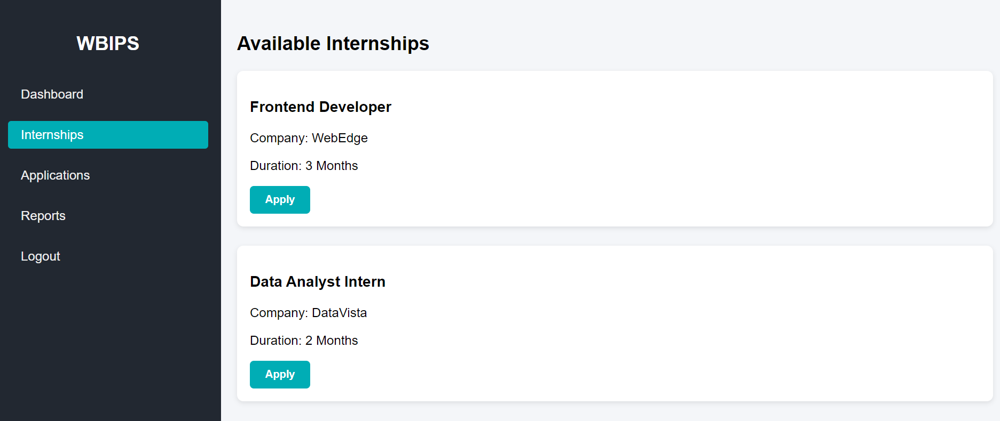 WBIPS
Dashboard
Internships
Applications
Reports
Logout
Available Internships
Frontend Developer
Company: WebEdge
Duration: 3 Months
Apply
Data Analyst Intern
Company: DataVista
Duration: 2 Months
Apply